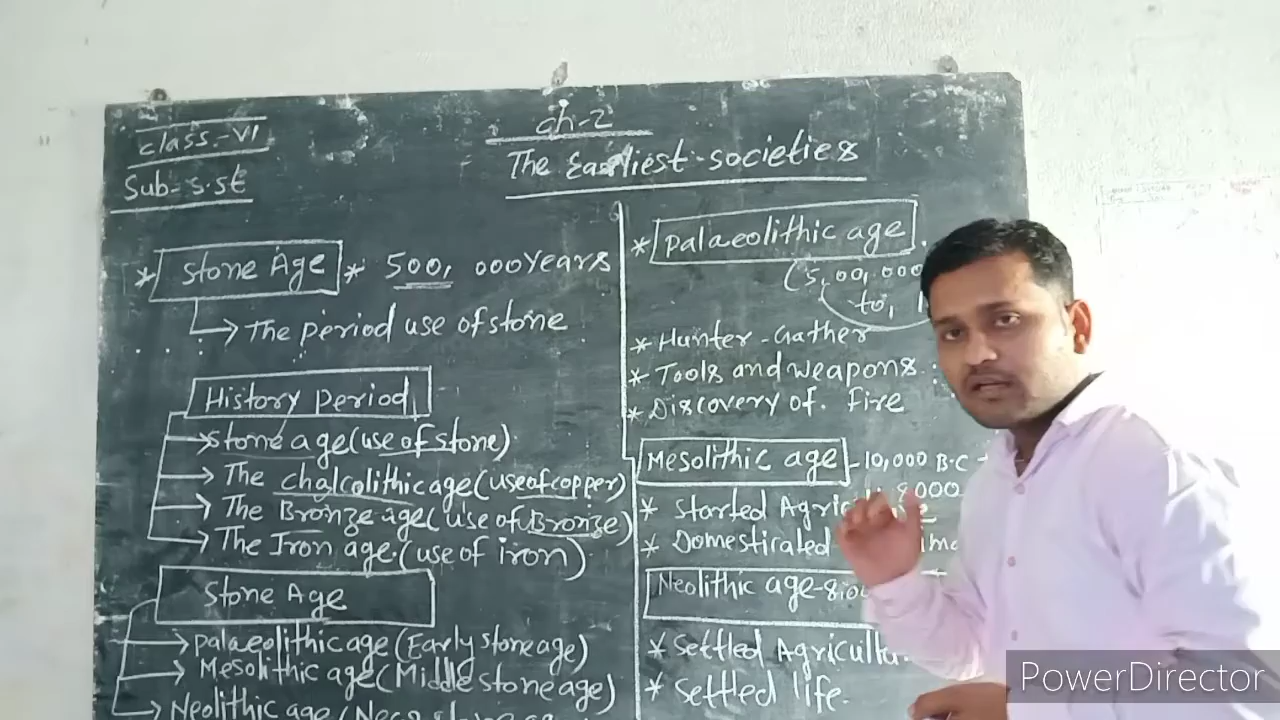 class-VI
Sub-S.St
ch-2
The Earliest-societies
* Stone Age * 500, 000 years
→ The period use of stone
History period
→ stone age (use of stone)
→ The chalcolithic age (use of copper)
→ The Bronze age (use of Bronze)
→ The Iron age. (use of iron)
Stone Age
→ palaeolithic age (Early stone age)
→ Mesolithic age (Middle stone age)
→ Neolithic age
* palaeolithic age.
(5,00,000
to,
* Hunter-Gather
* Tools and weapons.
* Discovery of. fire
Mesolithic age - 10,000 B.C -
8000
* Started
* Domesticated
Neolithic age-
* Settled
* Settled life.
PowerDirector